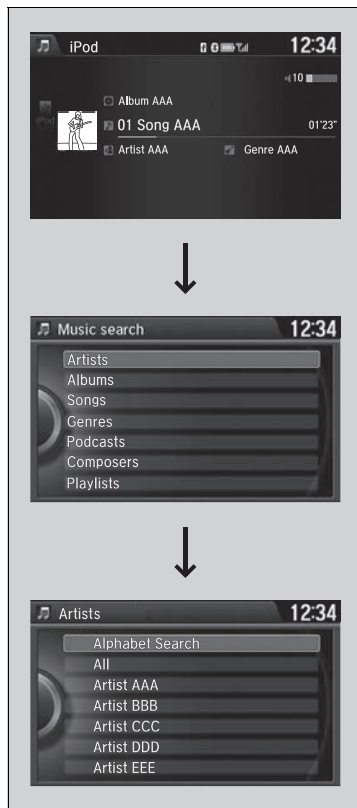 iPod 12:34
10
Album AAA
01 Song AAA 01'23"
Artist AAA Genre AAA
Music search 12:34
Artists
Albums
Songs
Genres
Podcasts
Composers
Playlists
Artists 12:34
Alphabet Search
All
Artist AAA
Artist BBB
Artist CCC
Artist DDD
Artist EEE